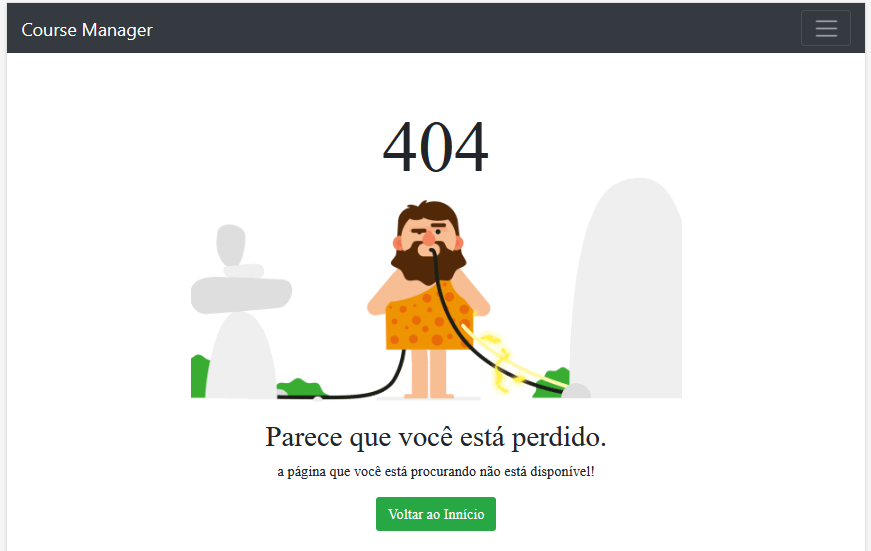 Course Manager
404
Parece que você está perdido.
a página que você está procurando não está disponível!
Voltar ao Innício